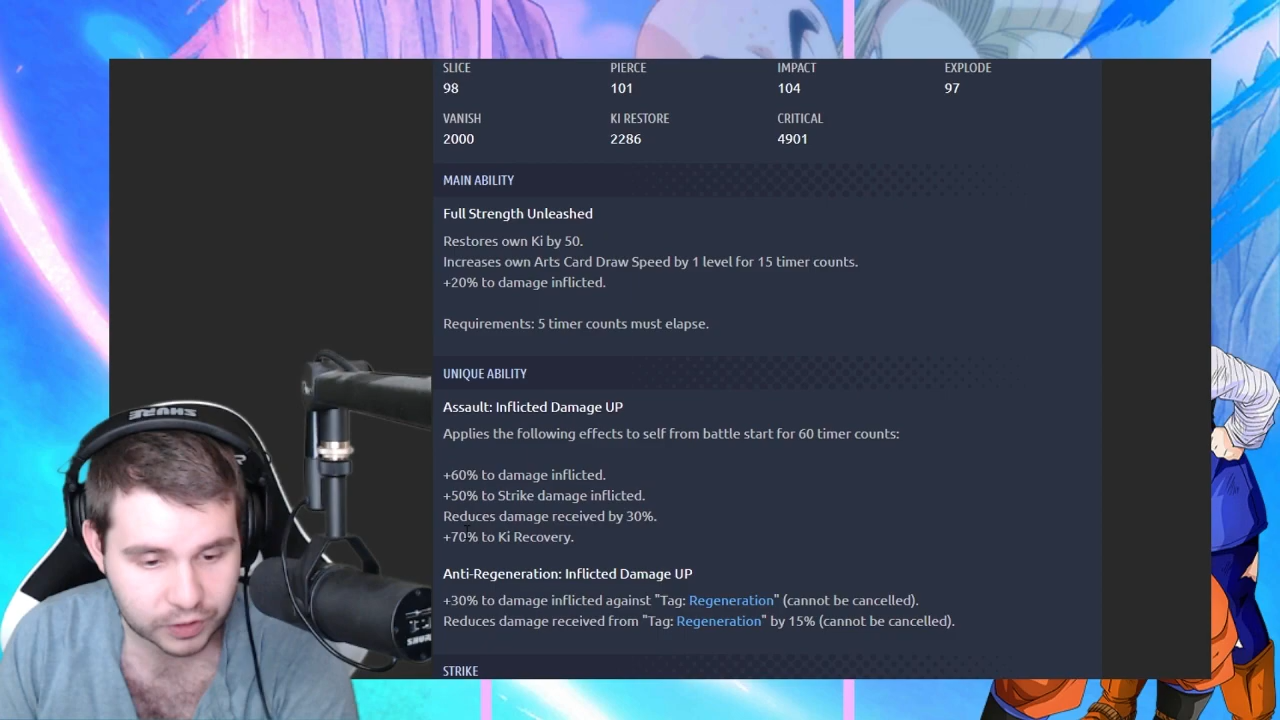 SLICE PIERCE IMPACT EXPLODE
98 101 104 97
VANISH KI RESTORE CRITICAL
2000 2286 4901
MAIN ABILITY
Full Strength Unleashed
Restores own Ki by 50.
Increases own Arts Card Draw Speed by 1 level for 15 timer counts.
+20% to damage inflicted.
Requirements: 5 timer counts must elapse.
UNIQUE ABILITY
Assault: Inflicted Damage UP
Applies the following effects to self from battle start for 60 timer counts:
+60% to damage inflicted.
+50% to Strike damage inflicted.
Reduces damage received by 30%.
+70% to Ki Recovery.
Anti-Regeneration: Inflicted Damage UP
+30% to damage inflicted against "Tag: Regeneration" (cannot be cancelled).
Reduces damage received from "Tag: Regeneration" by 15% (cannot be cancelled).
STRIKE
SHURE
SHURE